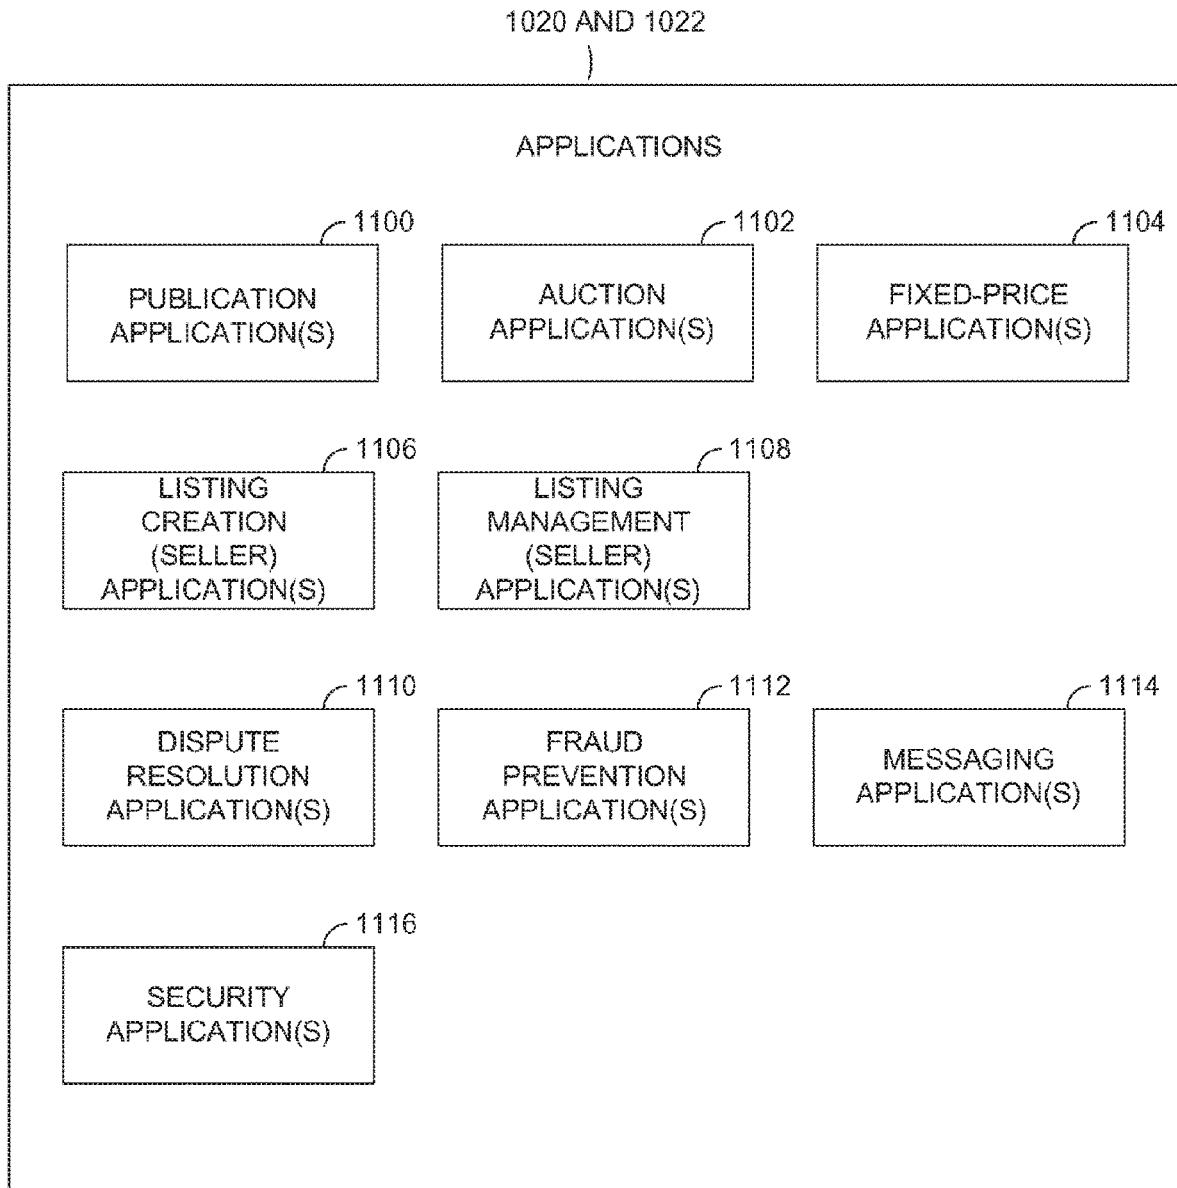 1020 AND 1022
APPLICATIONS
1100
PUBLICATION
APPLICATION(S)
1102
AUCTION
APPLICATION(S)
1104
FIXED-PRICE
APPLICATION(S)
1106
LISTING
CREATION
(SELLER)
APPLICATION(S)
1108
LISTING
MANAGEMENT
(SELLER)
APPLICATION(S)
1110
DISPUTE
RESOLUTION
APPLICATION(S)
1112
FRAUD
PREVENTION
APPLICATION(S)
1114
MESSAGING
APPLICATION(S)
1116
SECURITY
APPLICATION(S)